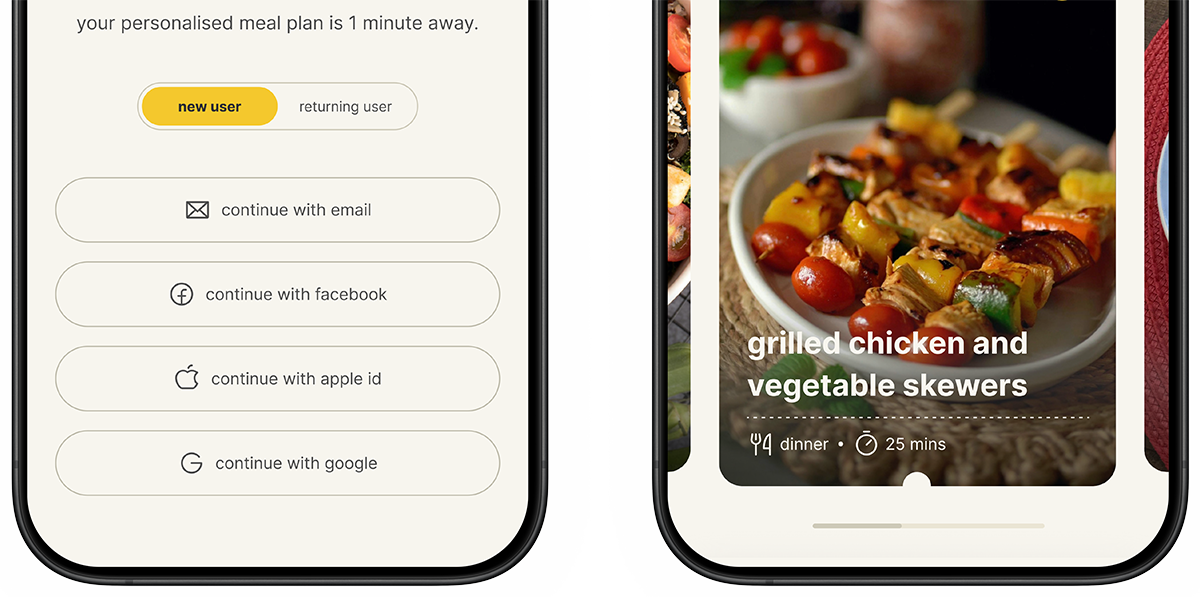 your personalised meal plan is 1 minute away.
new user
returning user
continue with email
continue with facebook
continue with apple id
continue with google
grilled chicken and
vegetable skewers
dinner • 25 mins